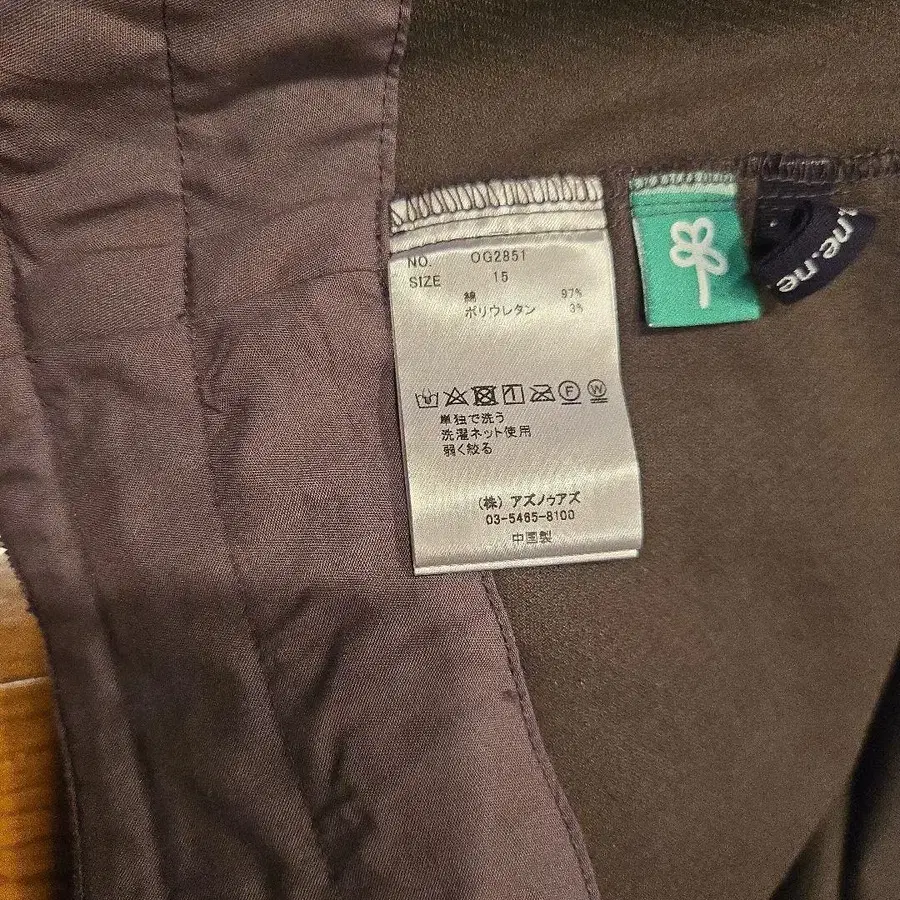 NO. OG2851
SIZE 15
綿 97%
ポリウレタン 3%
単独で洗う
洗濯ネット使用
弱く絞る
(株) アズノゥアズ
03-5465-8100
中国製
ne.ne.